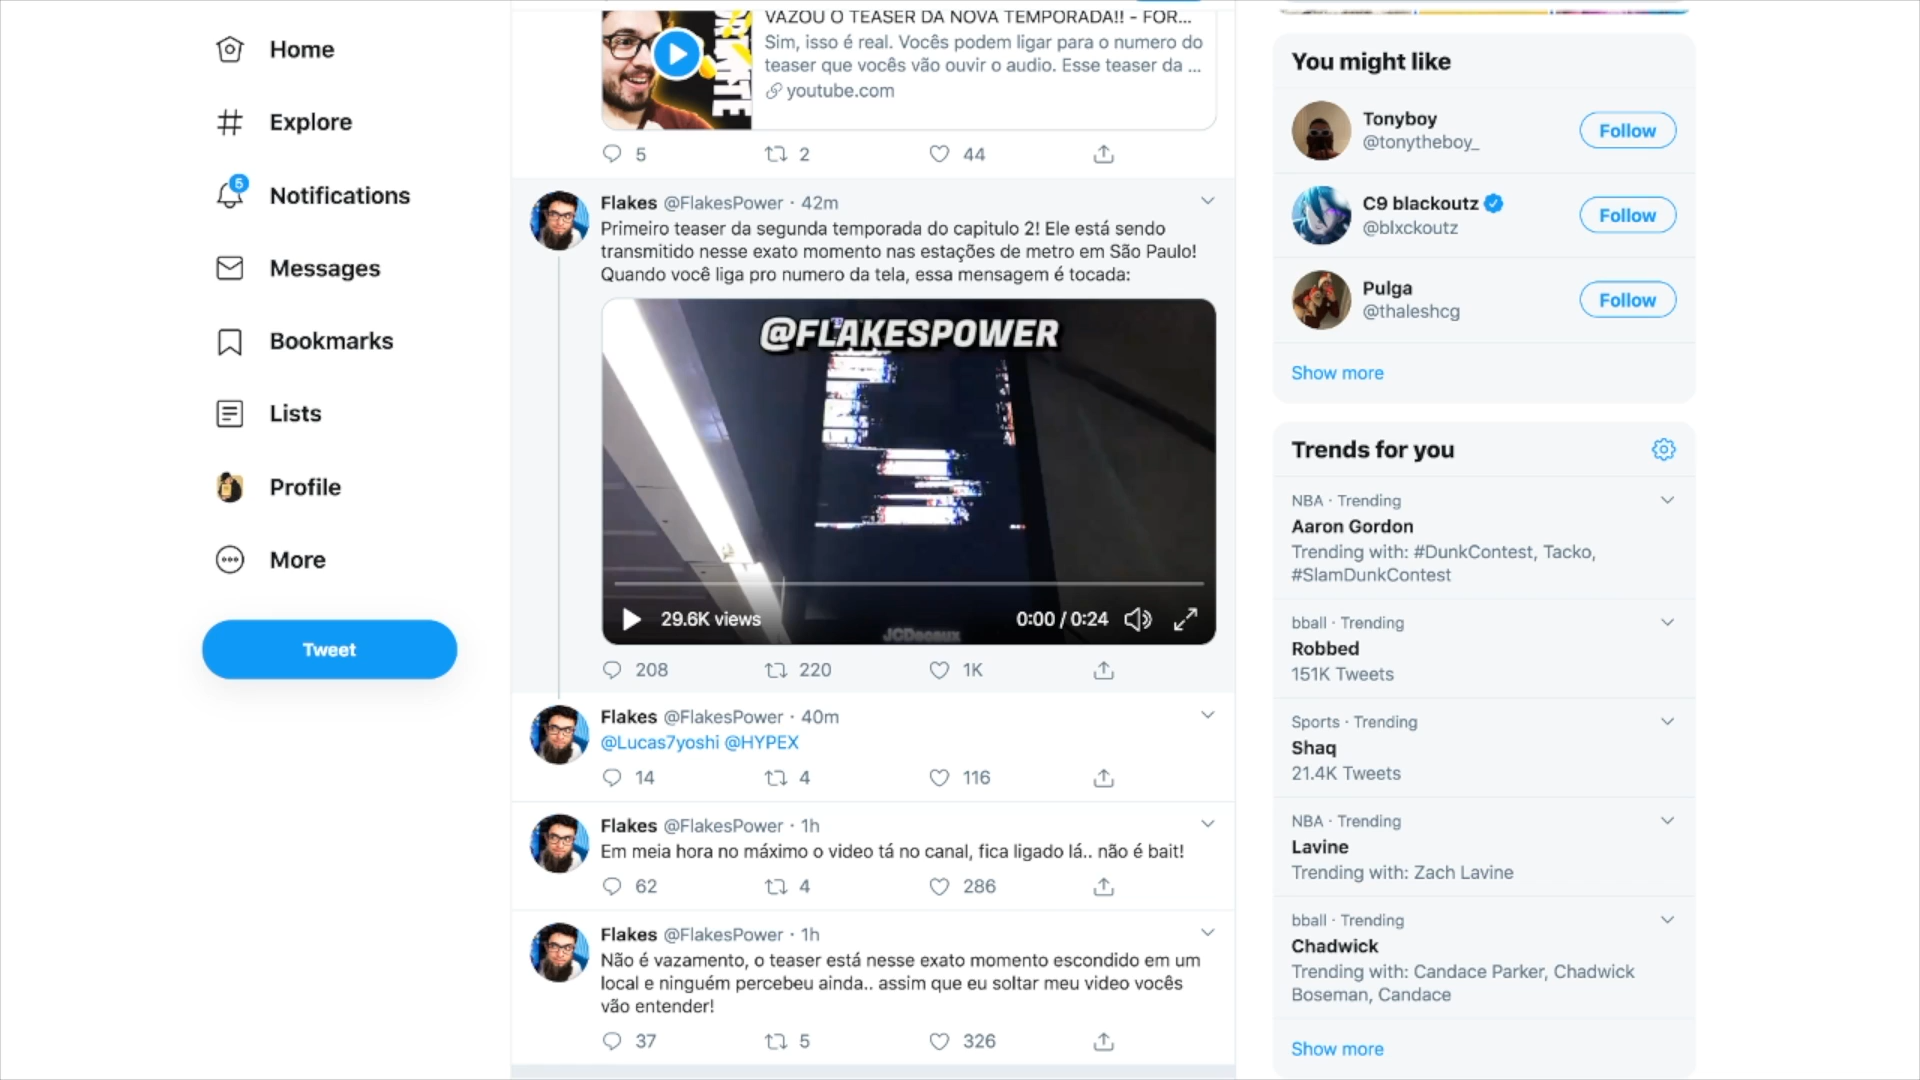 Home
Explore
5
Notifications
Messages
Bookmarks
Lists
Profile
More
Tweet
VAZOU O TEASER DA NOVA TEMPORADA!! - FOR...
Sim, isso é real. Vocês podem ligar para o numero do
teaser que vocês vão ouvir o audio. Esse teaser da ...
youtube.com
5 2 44
Flakes @FlakesPower · 42m
Primeiro teaser da segunda temporada do capitulo 2! Ele está sendo
transmitido nesse exato momento nas estações de metro em São Paulo!
Quando você liga pro numero da tela, essa mensagem é tocada:
@FLAKESPOWER
29.6K views 0:00 / 0:24
JCDecaux
208 220 1K
Flakes @FlakesPower · 40m
@Lucas7yoshi @HYPEX
14 4 116
Flakes @FlakesPower · 1h
Em meia hora no máximo o video tá no canal, fica ligado lá.. não é bait!
62 4 286
Flakes @FlakesPower · 1h
Não é vazamento, o teaser está nesse exato momento escondido em um
local e ninguém percebeu ainda.. assim que eu soltar meu video vocês
vão entender!
37 5 326
You might like
Tonyboy
@tonytheboy_
Follow
C9 blackoutz
@blxckoutz
Follow
Pulga
@thaleshcg
Follow
Show more
Trends for you
NBA · Trending
Aaron Gordon
Trending with: #DunkContest, Tacko,
#SlamDunkContest
bball · Trending
Robbed
151K Tweets
Sports · Trending
Shaq
21.4K Tweets
NBA · Trending
Lavine
Trending with: Zach Lavine
bball · Trending
Chadwick
Trending with: Candace Parker, Chadwick
Boseman, Candace
Show more